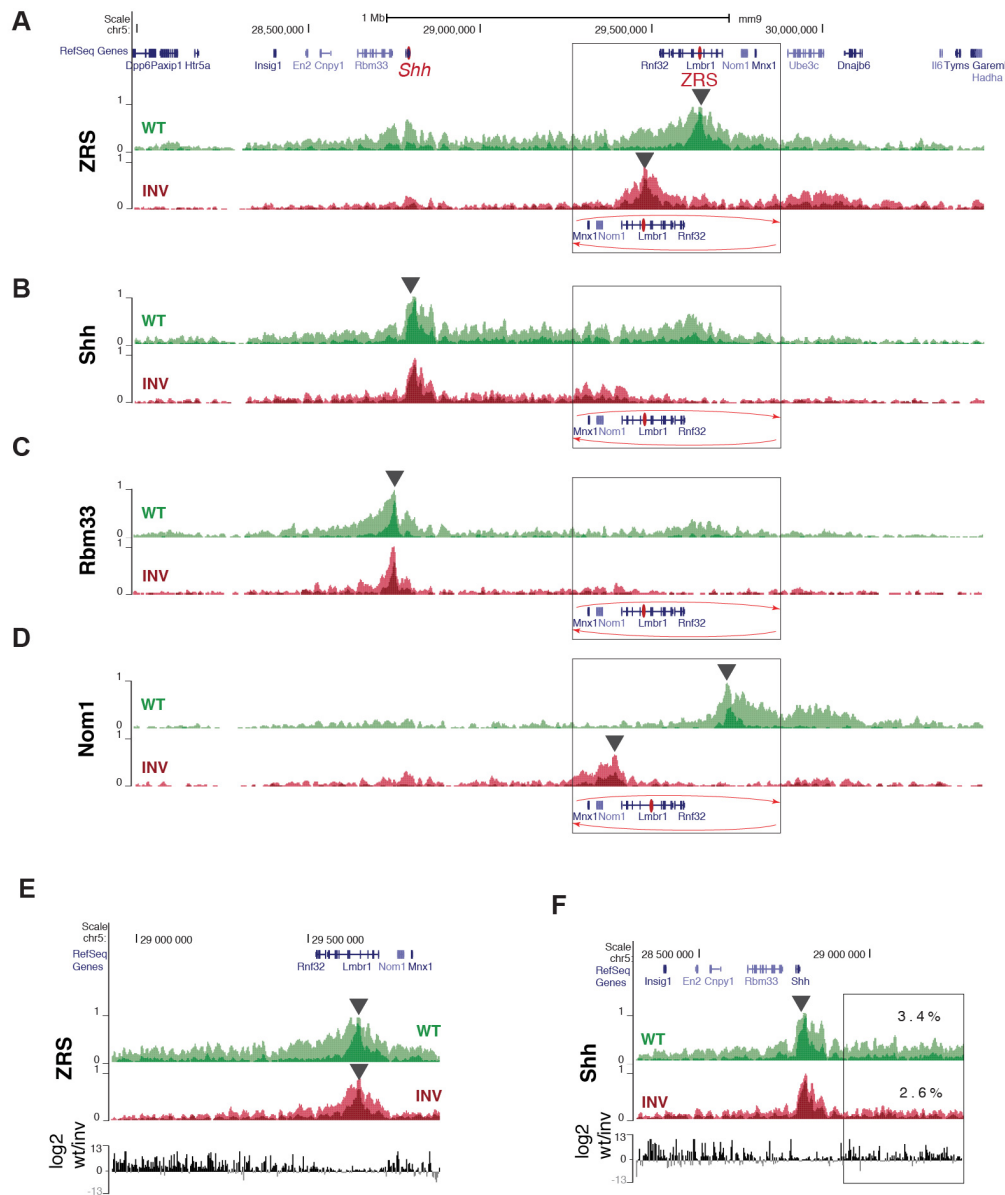 A
Scale 1 Mb mm9
chr5: 28,500,000 29,000,000 29,500,000 30,000,000
RefSeq Genes
Dpp6 Paxip1 Htr5a Insig1 En2 Cnpy1 Rbm33 Shh Rnf32 Lmbr1 Nom1 Mnx1 Ube3c Dnajb6 Il6 Tyms Garem
Hadha
ZRS
ZRS
1
WT
0
1
INV
0
Mnx1 Nom1 Lmbr1 Rnf32
B
Shh
1
WT
0
1
INV
0
Mnx1 Nom1 Lmbr1 Rnf32
C
Rbm33
1
WT
0
1
INV
0
Mnx1 Nom1 Lmbr1 Rnf32
D
Nom1
1
WT
0
1
INV
0
Mnx1 Nom1 Lmbr1 Rnf32
E
Scale
chr5: 29 000 000 29 500 000
RefSeq
Genes
Rnf32 Lmbr1 Nom1 Mnx1
ZRS
1
WT
0
1
INV
0
log2
wt/inv
13
0
-13
F
Scale
chr5: 28 500 000 29 000 000
RefSeq
Genes
Insig1 En2 Cnpy1 Rbm33 Shh
Shh
1
3.4%
WT
0
1
2.6%
INV
0
log2
wt/inv
13
0
-13